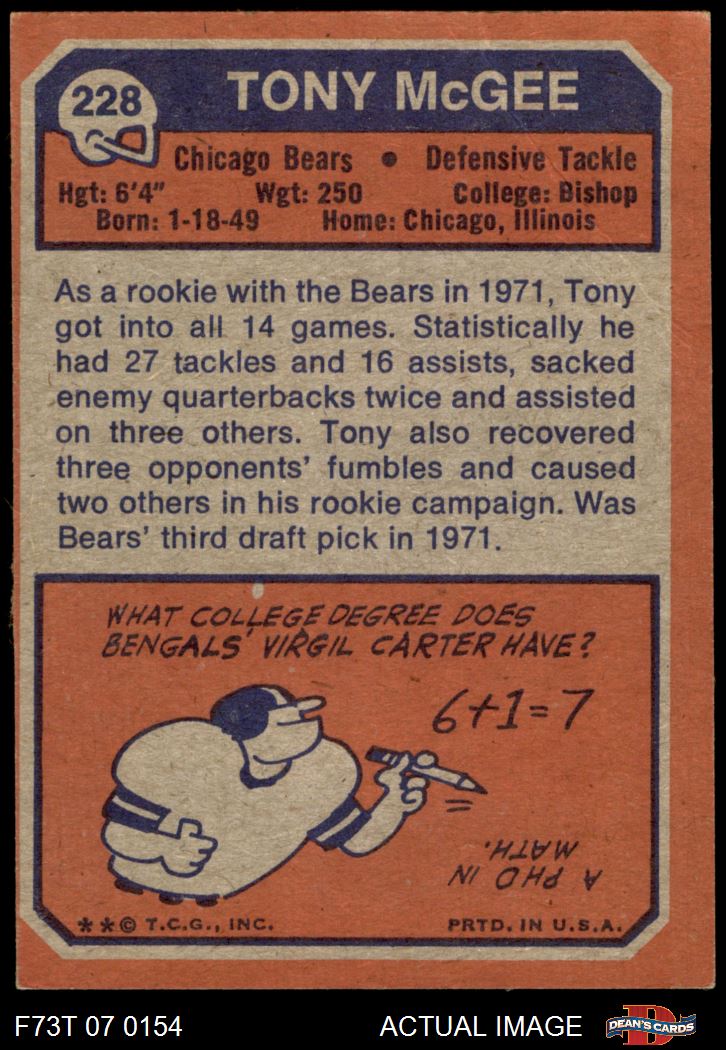 228
TONY McGEE
Chicago Bears • Defensive Tackle
Hgt: 6'4" Wgt: 250 College: Bishop
Born: 1-18-49 Home: Chicago, Illinois
As a rookie with the Bears in 1971, Tony
got into all 14 games. Statistically he
had 27 tackles and 16 assists, sacked
enemy quarterbacks twice and assisted
on three others. Tony also recovered
three opponents' fumbles and caused
two others in his rookie campaign. Was
Bears' third draft pick in 1971.
WHAT COLLEGE DEGREE DOES
BENGALS' VIRGIL CARTER HAVE?
6+1=7
A PHD IN
MATH.
**© T.C.G., INC. PRTD. IN U.S.A.
F73T 07 0154 ACTUAL IMAGE D DEAN'S CARDS